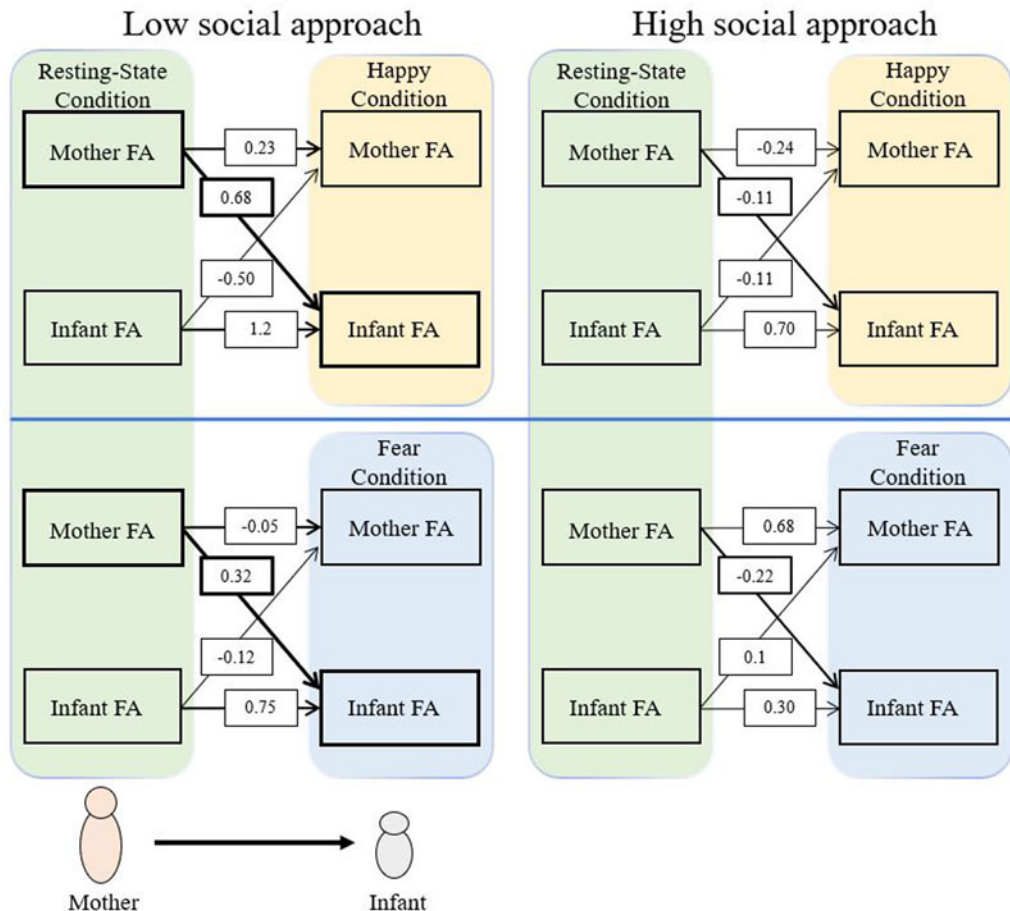 Low social approach
High social approach
Resting-State
Condition
Happy
Condition
Mother FA
0.23
Mother FA
0.68
-0.50
Infant FA
1.2
Infant FA
Resting-State
Condition
Happy
Condition
Mother FA
-0.24
Mother FA
-0.11
-0.11
Infant FA
0.70
Infant FA
Fear
Condition
Mother FA
-0.05
Mother FA
0.32
-0.12
Infant FA
0.75
Infant FA
Fear
Condition
Mother FA
0.68
Mother FA
-0.22
0.1
Infant FA
0.30
Infant FA
Mother
Infant